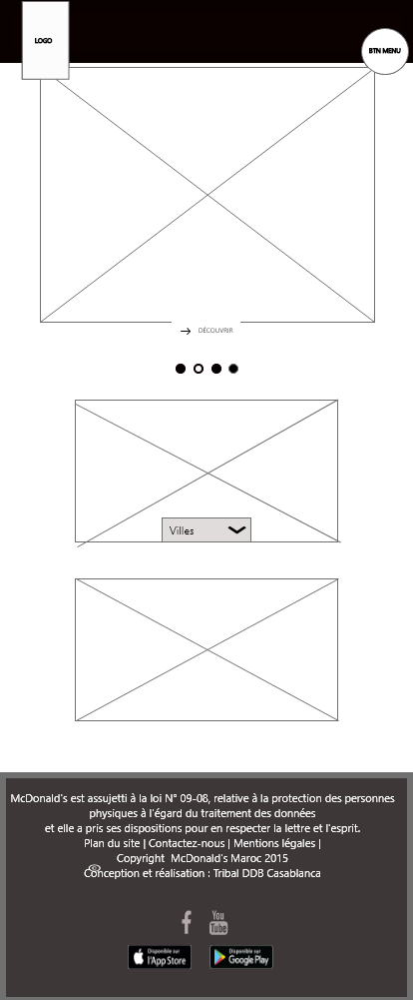 LOGO
BTN MENU
DÉCOUVRIR
Villes
McDonald's est assujetti à la loi N° 09-08, relative à la protection des personnes
physiques à l'égard du traitement des données
et elle a pris ses dispositions pour en respecter la lettre et l'esprit.
Plan du site | Contactez-nous | Mentions légales |
Copyright McDonald's Maroc 2015
©
Conception et réalisation : Tribal DDB Casablanca
f
You
Tube
Disponible sur
l'App Store
Disponible sur
Google Play